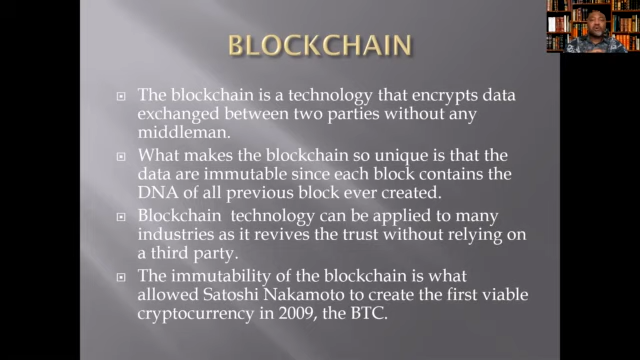 BLOCKCHAIN
The blockchain is a technology that encrypts data
exchanged between two parties without any
middleman.
What makes the blockchain so unique is that the
data are immutable since each block contains the
DNA of all previous block ever created.
Blockchain technology can be applied to many
industries as it revives the trust without relying on
a third party.
The immutability of the blockchain is what
allowed Satoshi Nakamoto to create the first viable
cryptocurrency in 2009, the BTC.